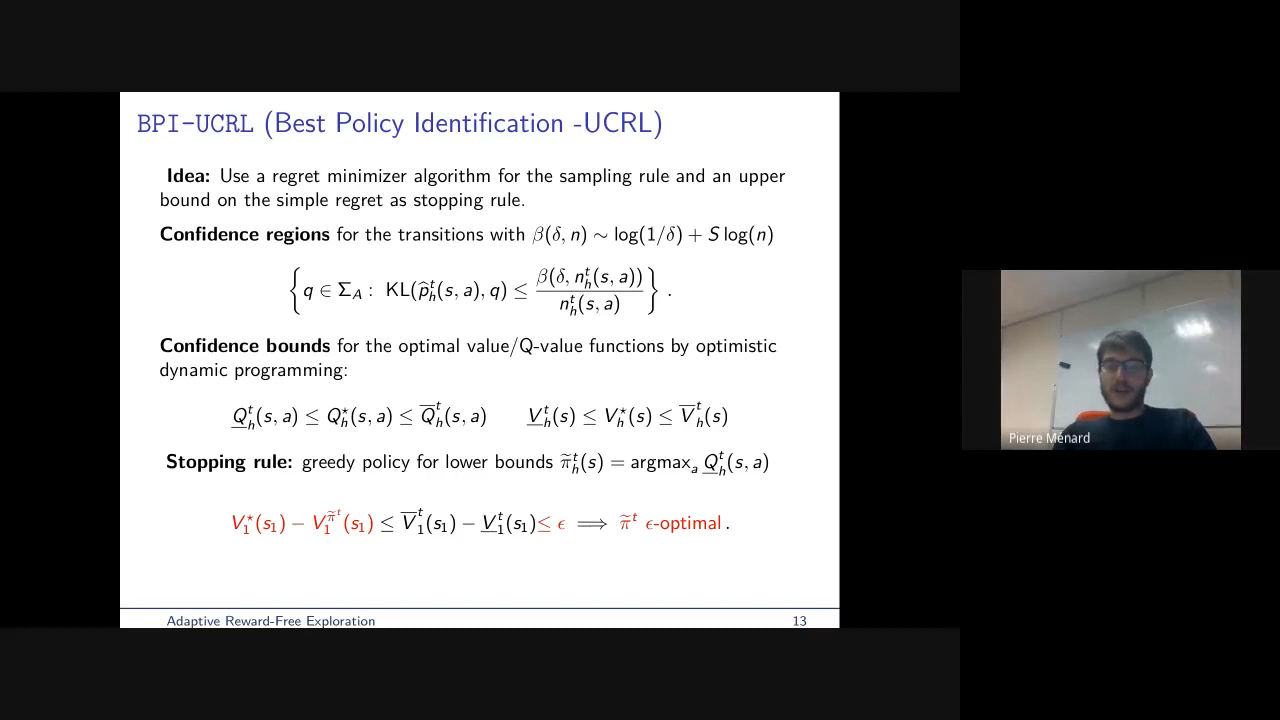 BPI-UCRL (Best Policy Identification -UCRL)
Idea: Use a regret minimizer algorithm for the sampling rule and an upper
bound on the simple regret as stopping rule.
Confidence regions for the transitions with β(δ, n) ∼ log(1/δ) + S log(n)
{q ∈ Σ_A : KL(p̂_h^t(s, a), q) ≤ β(δ, n_h^t(s, a)) / n_h^t(s, a)} .
Confidence bounds for the optimal value/Q-value functions by optimistic
dynamic programming:
Q̲_h^t(s, a) ≤ Q_h^⋆(s, a) ≤ Q̅_h^t(s, a) V̲_h^t(s) ≤ V_h^⋆(s) ≤ V̅_h^t(s)
Stopping rule: greedy policy for lower bounds π̃_h^t(s) = argmax_a Q̲_h^t(s, a)
V_1^⋆(s_1) − V_1^{π̃^t}(s_1) ≤ V̅_1^t(s_1) − V̲_1^t(s_1) ≤ ϵ ⟹ π̃^t ϵ-optimal .
Adaptive Reward-Free Exploration 13
Pierre Ménard